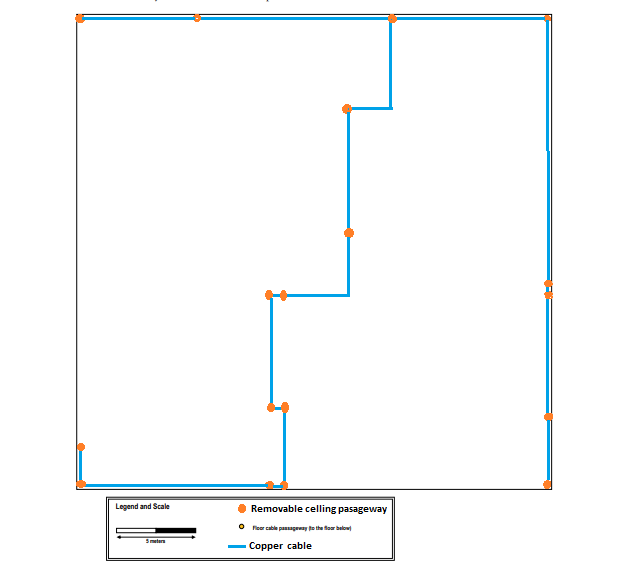 Legend and Scale
Removable celling pasageway
Floor cable passageway (to the floor below)
5 meters
Copper cable